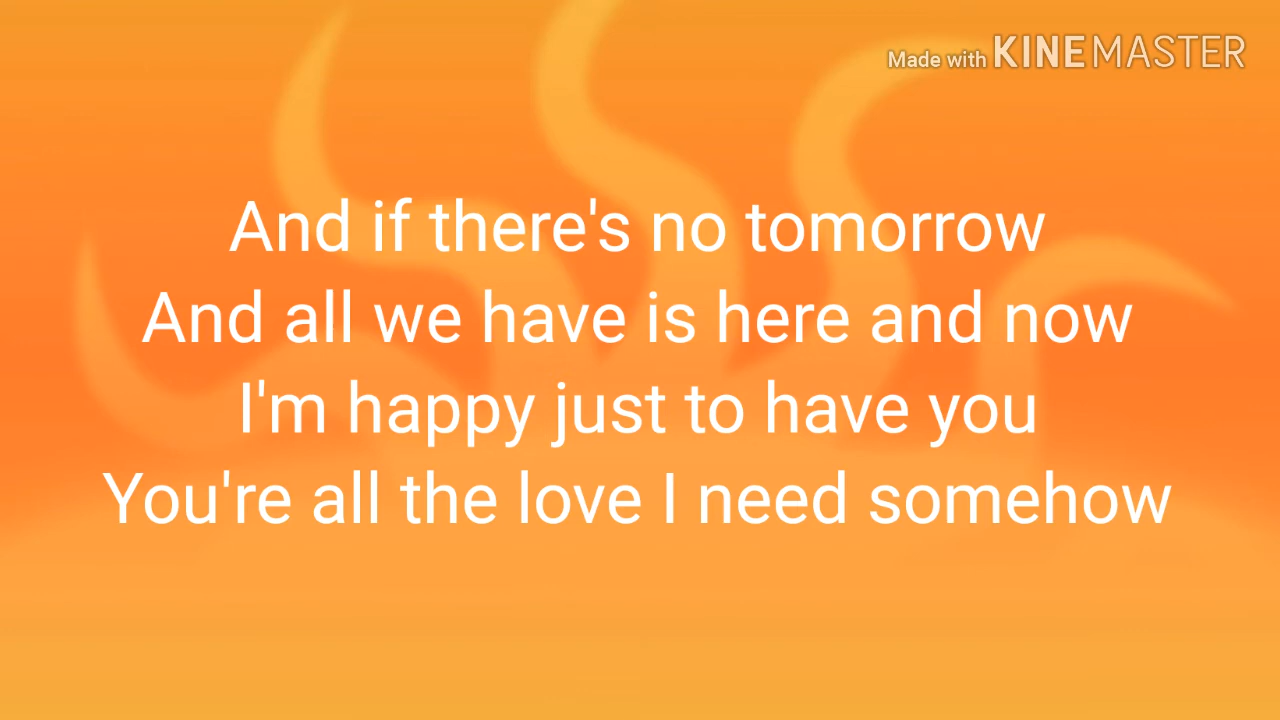 Made with KINEMASTER
And if there's no tomorrow
And all we have is here and now
I'm happy just to have you
You're all the love I need somehow